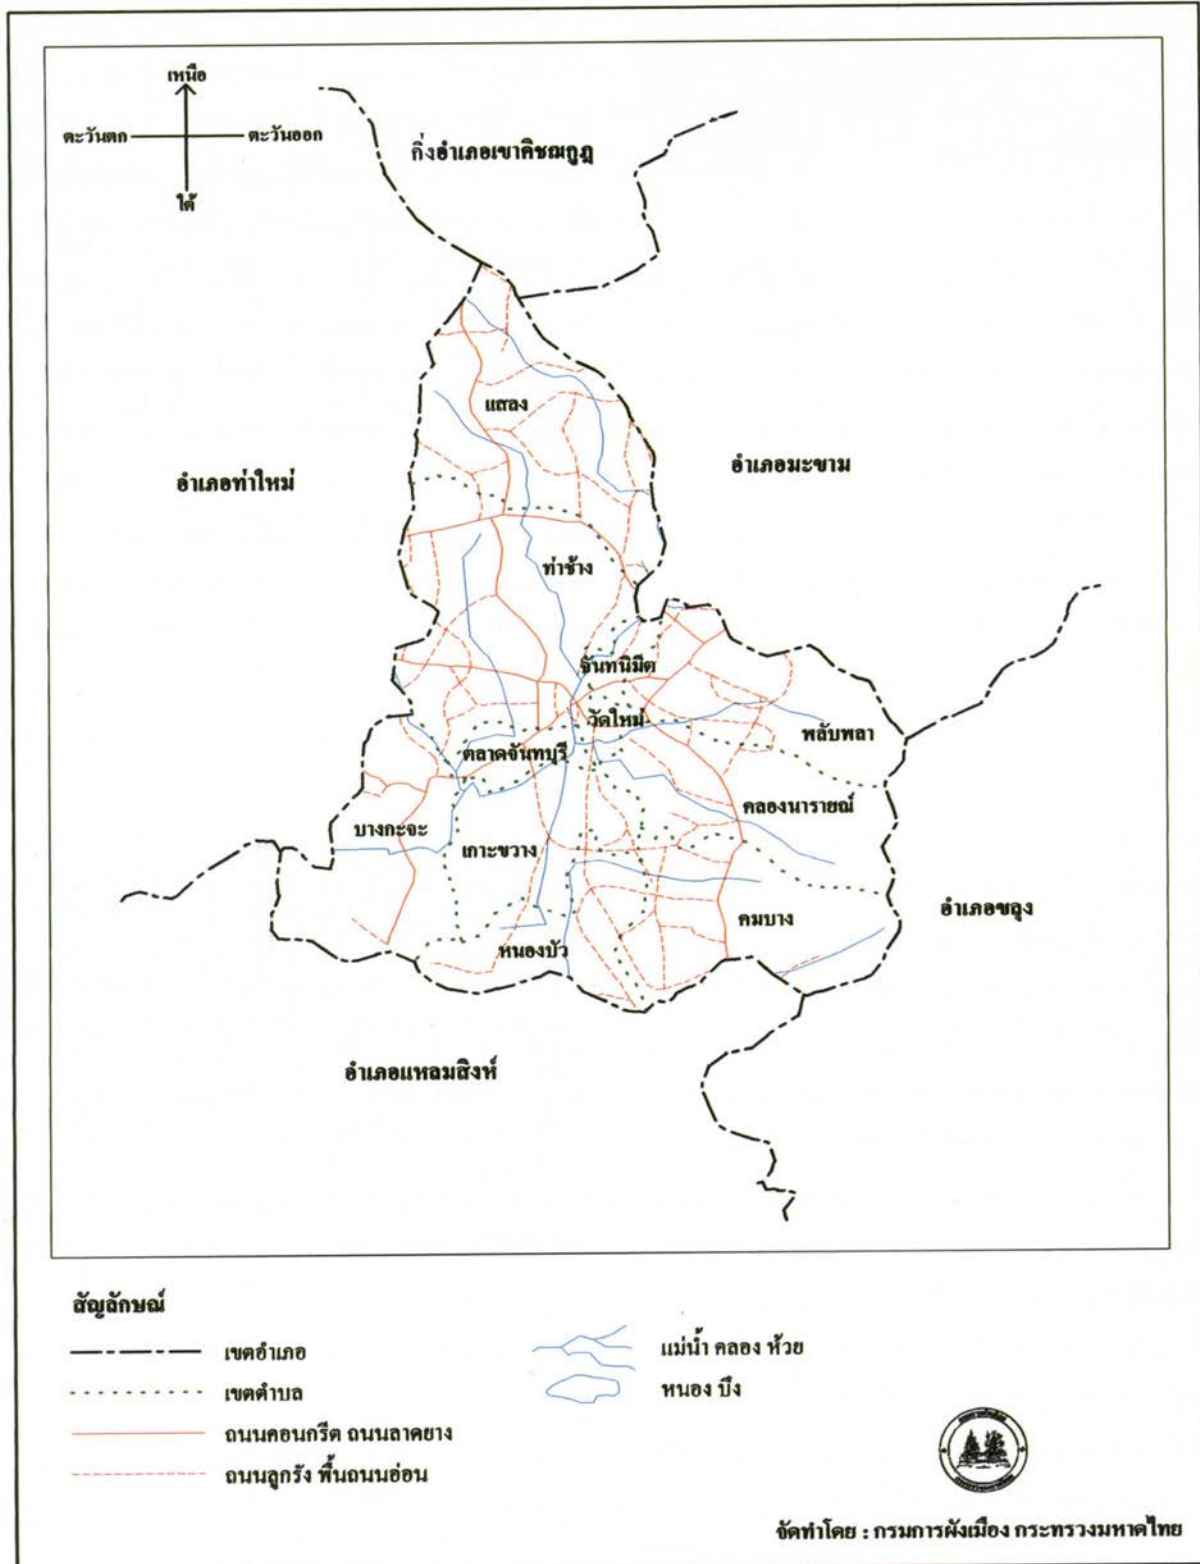 เหนือ
ตะวันตก
ตะวันออก
ใต้
กิ่งอำเภอเขาคิชฌกูฏ
แสลง
อำเภอท่าใหม่
อำเภอมะขาม
ท่าช้าง
จันทนิมิต
วัดใหม่
พลับพลา
ตลาดจันทบุรี
คลองนารายณ์
บางกะจะ
เกาะขวาง
อำเภอขลุง
คมบาง
หนองบัว
อำเภอแหลมสิงห์
สัญลักษณ์
เขตอำเภอ
เขตตำบล
ถนนคอนกรีต ถนนลาดยาง
ถนนลูกรัง พื้นถนนอ่อน
แม่น้ำ คลอง ห้วย
หนอง บึง
จัดทำโดย : กรมการผังเมือง กระทรวงมหาดไทย